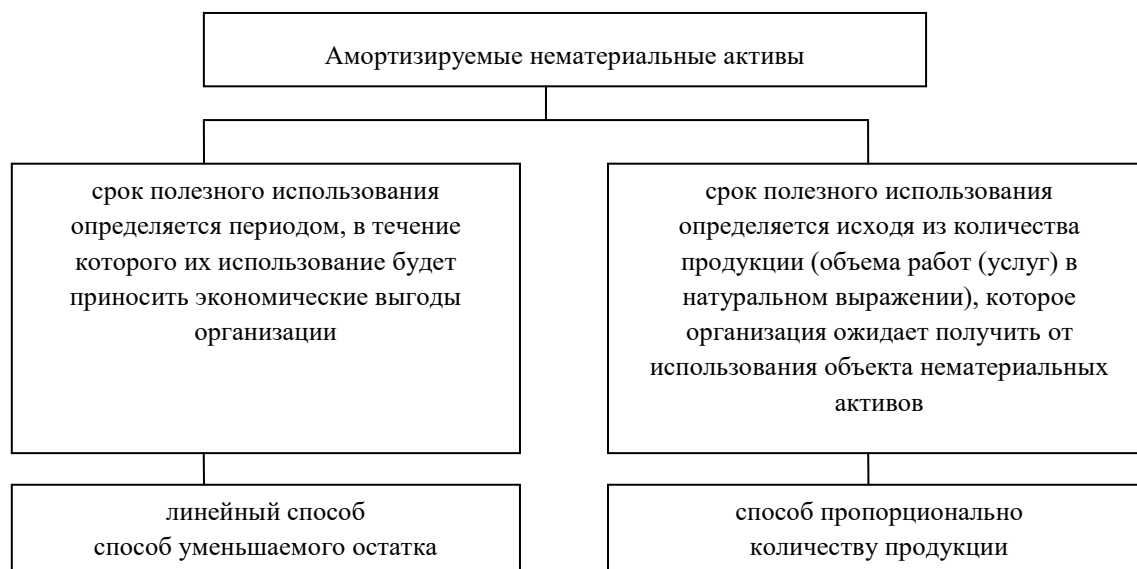 Амортизируемые нематериальные активы
срок полезного использования
определяется периодом, в течение
которого их использование будет
приносить экономические выгоды
организации
срок полезного использования
определяется исходя из количества
продукции (объема работ (услуг) в
натуральном выражении), которое
организация ожидает получить от
использования объекта нематериальных
активов
линейный способ
способ уменьшаемого остатка
способ пропорционально
количеству продукции